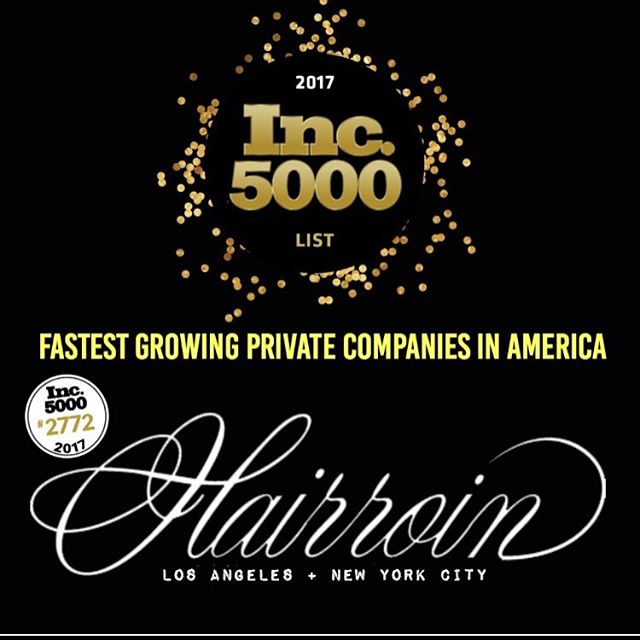 2017
Inc.
5000
LIST
FASTEST GROWING PRIVATE COMPANIES IN AMERICA
Inc.
5000
#2772
2017
Hairroin
LOS ANGELES + NEW YORK CITY